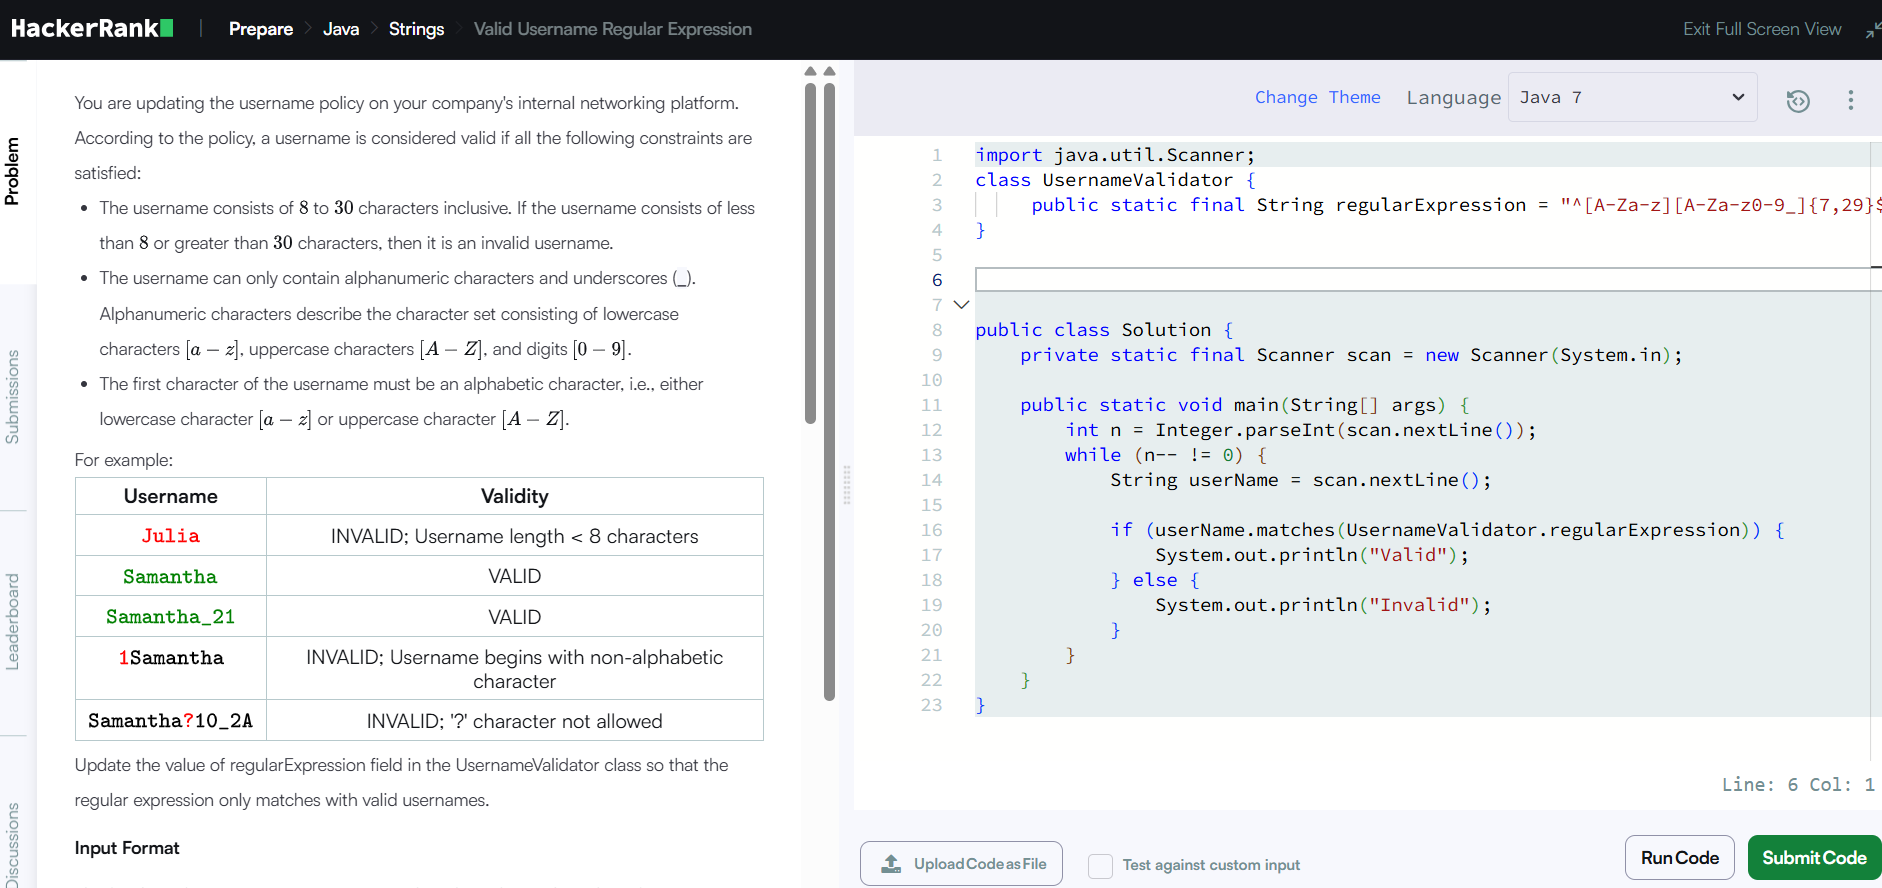 HackerRank | Prepare > Java > Strings > Valid Username Regular Expression
Exit Full Screen View
Problem
Submissions
Leaderboard
Discussions
You are updating the username policy on your company's internal networking platform.
According to the policy, a username is considered valid if all the following constraints are
satisfied:
• The username consists of 8 to 30 characters inclusive. If the username consists of less
than 8 or greater than 30 characters, then it is an invalid username.
• The username can only contain alphanumeric characters and underscores (_).
Alphanumeric characters describe the character set consisting of lowercase
characters [a − z], uppercase characters [A − Z], and digits [0 − 9].
• The first character of the username must be an alphabetic character, i.e., either
lowercase character [a − z] or uppercase character [A − Z].
For example:
Username Validity
Julia INVALID; Username length < 8 characters
Samantha VALID
Samantha_21 VALID
1Samantha INVALID; Username begins with non-alphabetic
character
Samantha?10_2A INVALID; '?' character not allowed
Update the value of regularExpression field in the UsernameValidator class so that the
regular expression only matches with valid usernames.
Input Format
Change Theme Language Java 7
1 import java.util.Scanner;
2 class UsernameValidator {
3 public static final String regularExpression = "^[A-Za-z][A-Za-z0-9_]{7,29}$
4 }
5
6
7
8 public class Solution {
9 private static final Scanner scan = new Scanner(System.in);
10
11 public static void main(String[] args) {
12 int n = Integer.parseInt(scan.nextLine());
13 while (n-- != 0) {
14 String userName = scan.nextLine();
15
16 if (userName.matches(UsernameValidator.regularExpression)) {
17 System.out.println("Valid");
18 } else {
19 System.out.println("Invalid");
20 }
21 }
22 }
23 }
Line: 6 Col: 1
Upload Code as File
Test against custom input
Run Code
Submit Code